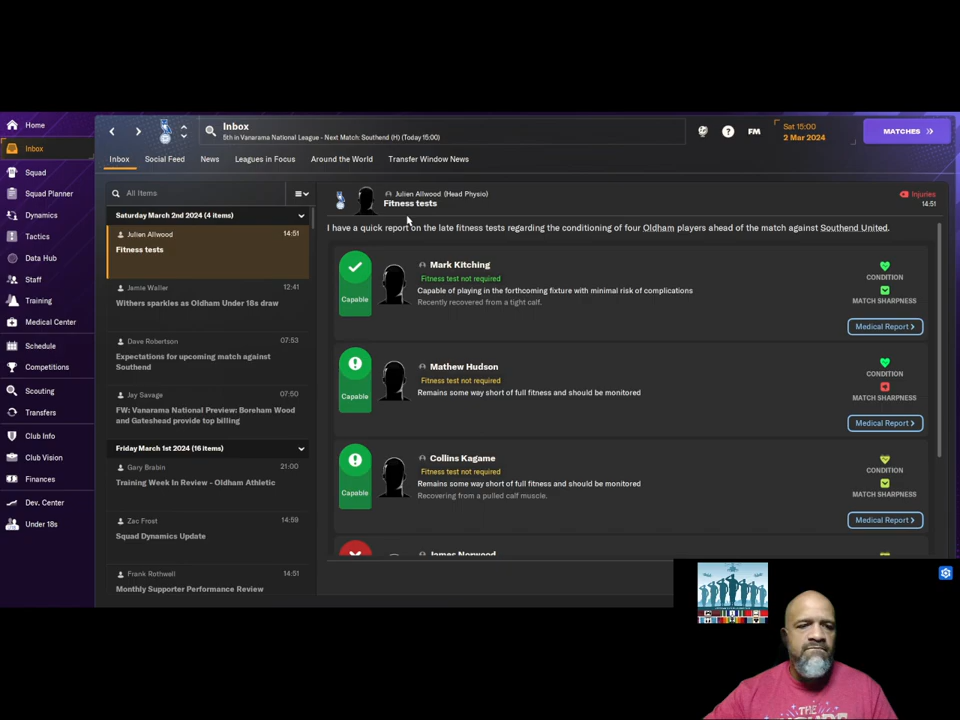 Home
Inbox
Squad
Squad Planner
Dynamics
Tactics
Data Hub
Staff
Training
Medical Center
Schedule
Competitions
Scouting
Transfers
Club Info
Club Vision
Finances
Dev. Center
Under 18s
Inbox
5th in Vanarama National League - Next Match: Southend (H) (Today 15:00)
FM
Sat 15:00
2 Mar 2024
MATCHES
Inbox Social Feed News Leagues in Focus Around the World Transfer Window News
All Items
Saturday March 2nd 2024 (4 items)
Julien Allwood 14:51
Fitness tests
Jamie Waller 12:41
Withers sparkles as Oldham Under 18s draw
Dave Robertson 07:53
Expectations for upcoming match against
Southend
Jay Savage 07:50
FW: Vanarama National Preview: Boreham Wood
and Gateshead provide top billing
Friday March 1st 2024 (16 items)
Gary Brabin 21:00
Training Week In Review - Oldham Athletic
Zac Frost 14:59
Squad Dynamics Update
Frank Rothwell 14:51
Monthly Supporter Performance Review
Julien Allwood (Head Physio)
Fitness tests
Injuries
14:51
I have a quick report on the late fitness tests regarding the conditioning of four Oldham players ahead of the match against Southend United.
Capable
Mark Kitching
Fitness test not required
Capable of playing in the forthcoming fixture with minimal risk of complications
Recently recovered from a tight calf.
CONDITION
MATCH SHARPNESS
Medical Report
Capable
Mathew Hudson
Fitness test not required
Remains some way short of full fitness and should be monitored
CONDITION
MATCH SHARPNESS
Medical Report
Capable
Collins Kagame
Fitness test not required
Remains some way short of full fitness and should be monitored
Recovering from a pulled calf muscle.
CONDITION
MATCH SHARPNESS
Medical Report
James Norwood
THE